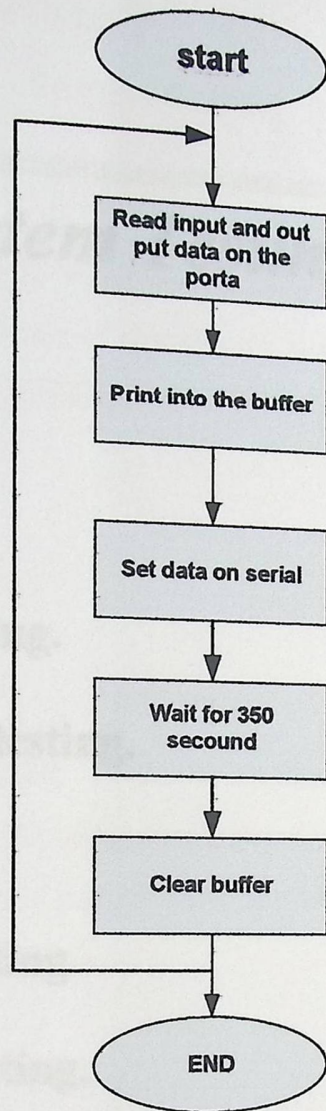 start
Read input and out
put data on the
porta
Print into the buffer
Set data on serial
Wait for 350
secound
Clear buffer
END